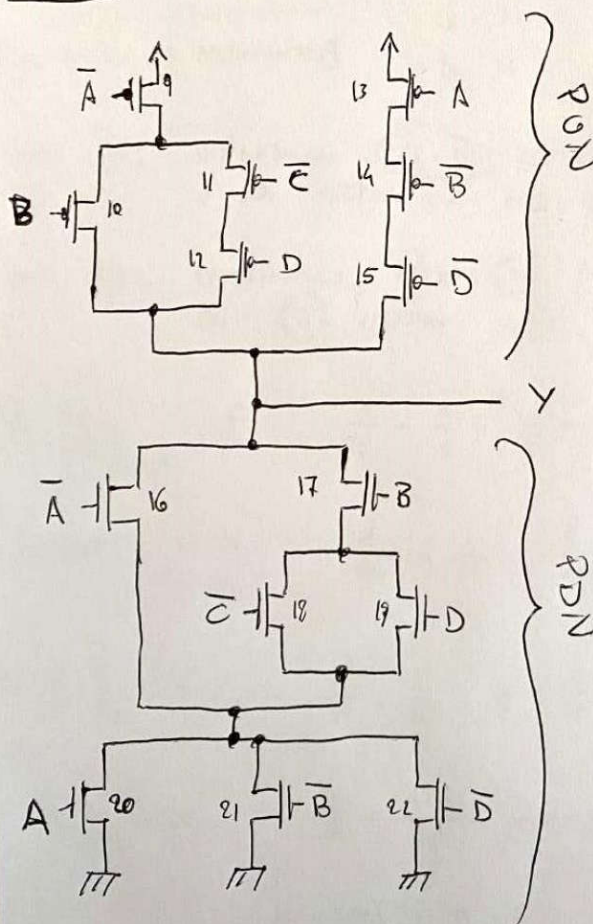 A̅ 9 13 A
11 C̅ 14 B̅
B 10
12 D 15 D̅
PUN
Y
A̅ 16 17 B
C̅ 18 19 D
PDN
A 20 21 B̅ 22 D̅